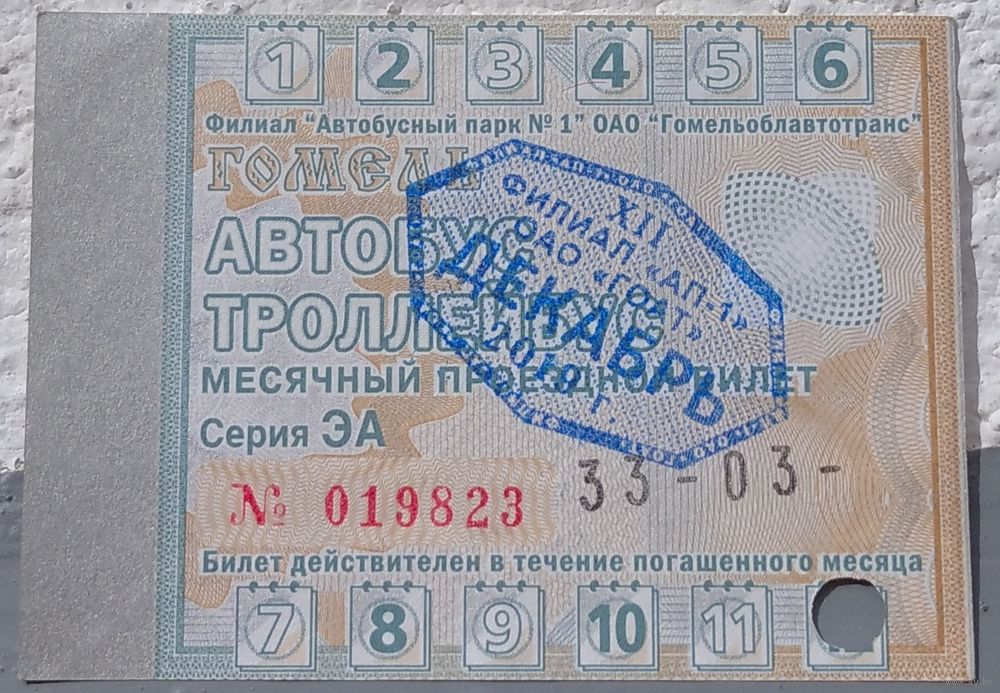 1 2 3 4 5 6
Филиал "Автобусный парк № 1" ОАО "Гомельоблавтотранс"
ГОМЕЛЬ
АВТОБУС
ТРОЛЛЕЙБУС
МЕСЯЧНЫЙ ПРОЕЗДНОЙ БИЛЕТ
XII
ФИЛИАЛ «АП-1»
ОАО «ГОАТ»
ДЕКАБРЬ
2019 г.
Серия ЭА
33-03-
№ 019823
Билет действителен в течение погашенного месяца
7 8 9 10 11